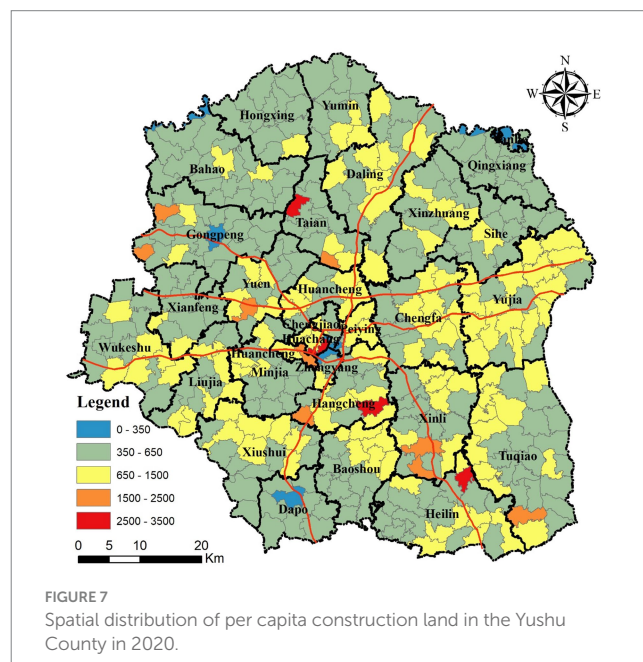 N
W E
S
Yumin
Hongxing
Qingxiang
Bahao
Daling
Xinzhuang
Taian
Sihe
Gongpeng
Yuen
Huancheng
Yujia
Xianfeng
Chengfa
Chengjiao
Peiying
Huachang
Wukeshu
Huancheng
Zhengyang
Minjia
Liujia
Hangcheng
Legend
Xinli
0 - 350
350 - 650
Xiushui
Tuqiao
650 - 1500
Baoshou
1500 - 2500
Dapo
Heilin
2500 - 3500
0 5 10 20
Km
FIGURE 7
Spatial distribution of per capita construction land in the Yushu
County in 2020.